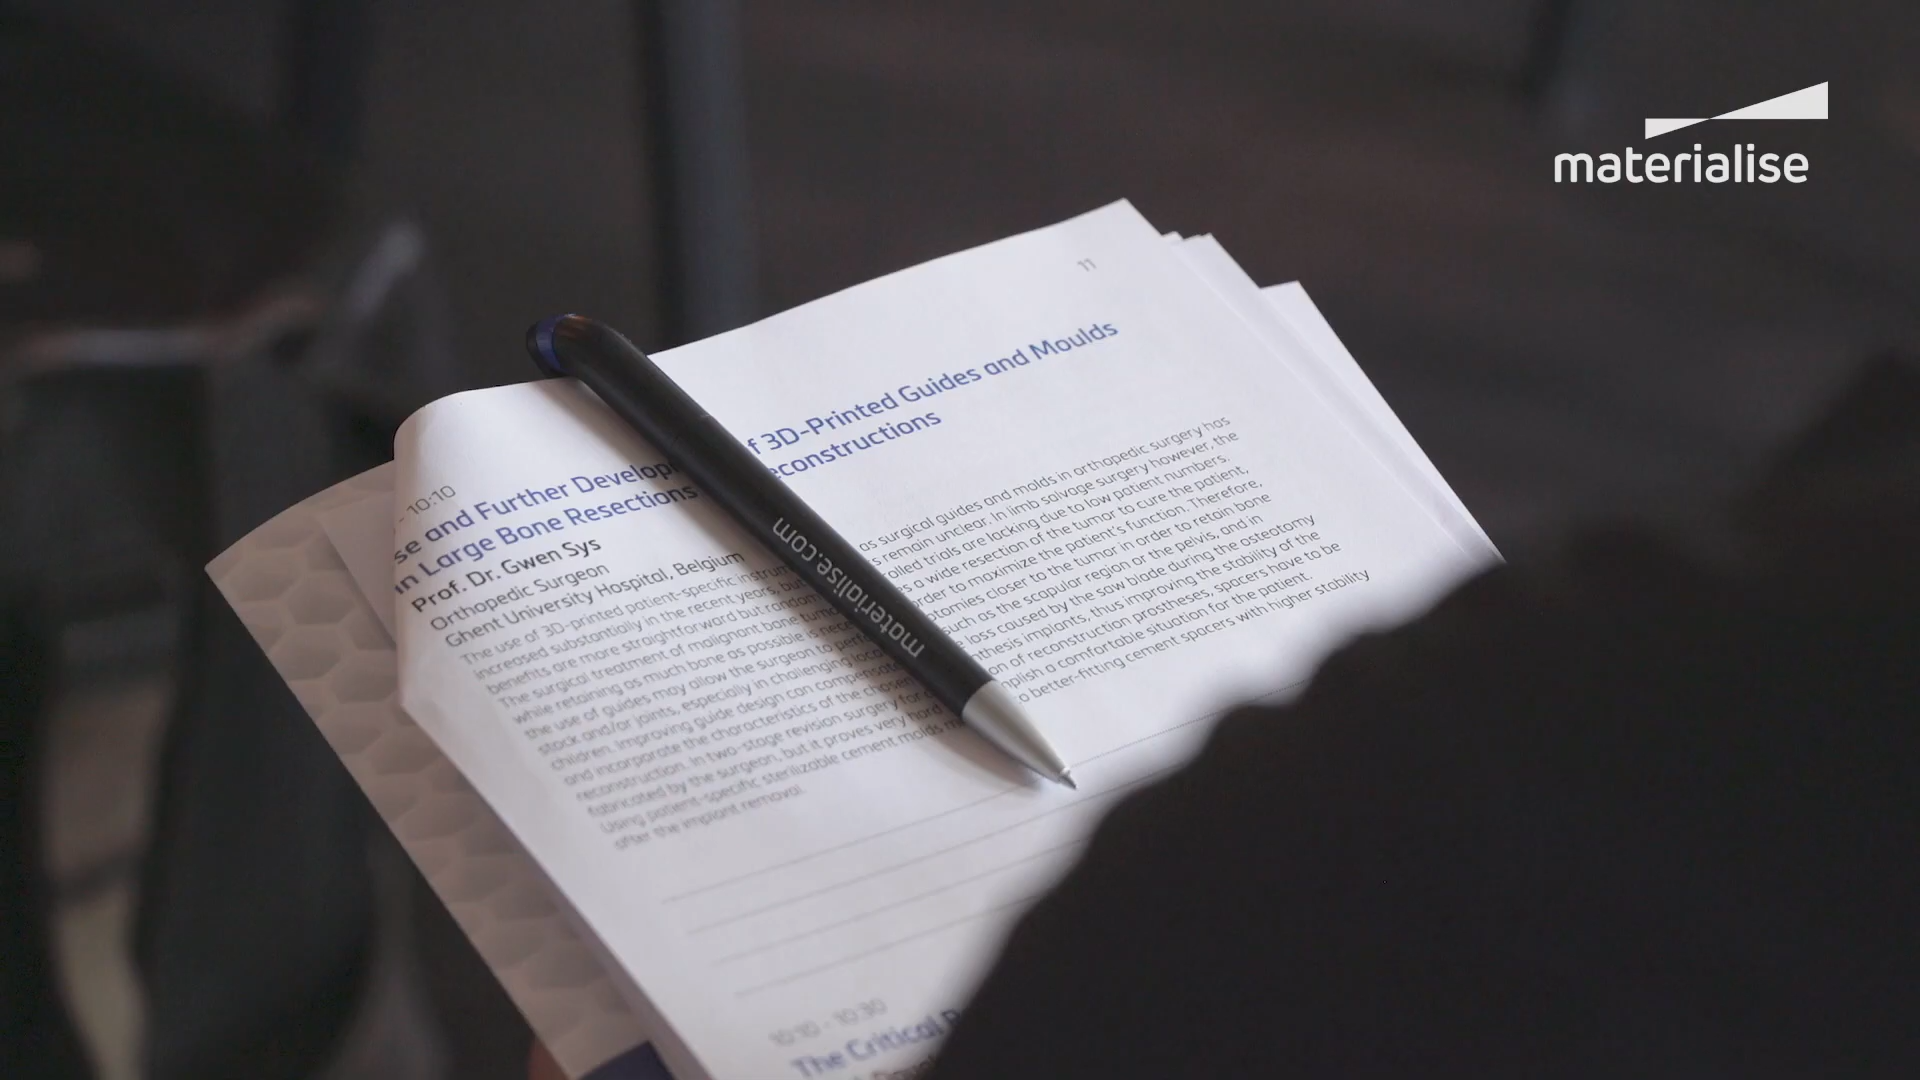 materialise
11
- 10:10
se and Further Develop f 3D-Printed Guides and Moulds
in Large Bone Resections econstructions
Prof. Dr. Gwen Sys
Orthopedic Surgeon
Ghent University Hospital, Belgium
The use of 3D-printed patient-specific instrum as surgical guides and molds in orthopedic surgery has
increased substantially in the recent years, but s remain unclear. In limb salvage surgery however, the
benefits are more straightforward but random rolled trials are lacking due to low patient numbers.
The surgical treatment of malignant bone tumo s a wide resection of the tumor to cure the patient,
while retaining as much bone as possible is nece order to maximize the patient's function. Therefore,
the use of guides may allow the surgeon to perfo tomies closer to the tumor in order to retain bone
stock and/or joints, especially in challenging loca such as the scapular region or the pelvis, and in
children. Improving guide design can compensate e loss caused by the saw blade during the osteotomy
and incorporate the characteristics of the chosen nthesis implants, thus improving the stability of the
reconstruction. In two-stage revision surgery for on of reconstruction prostheses, spacers have to be
fabricated by the surgeon, but it proves very hard mplish a comfortable situation for the patient.
Using patient-specific sterilizable cement molds m o better-fitting cement spacers with higher stability
after the implant removal.
materialise.com
10:10 - 10:30
The Critical